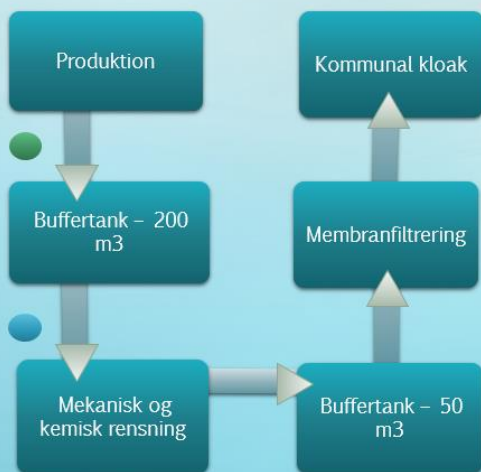 Produktion
Buffertank – 200
m3
Mekanisk og
kemisk rensning
Buffertank – 50
m3
Membranfiltrering
Kommunal kloak